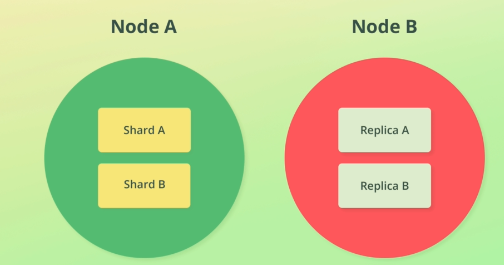 Node A
Node B
Shard A
Shard B
Replica A
Replica B